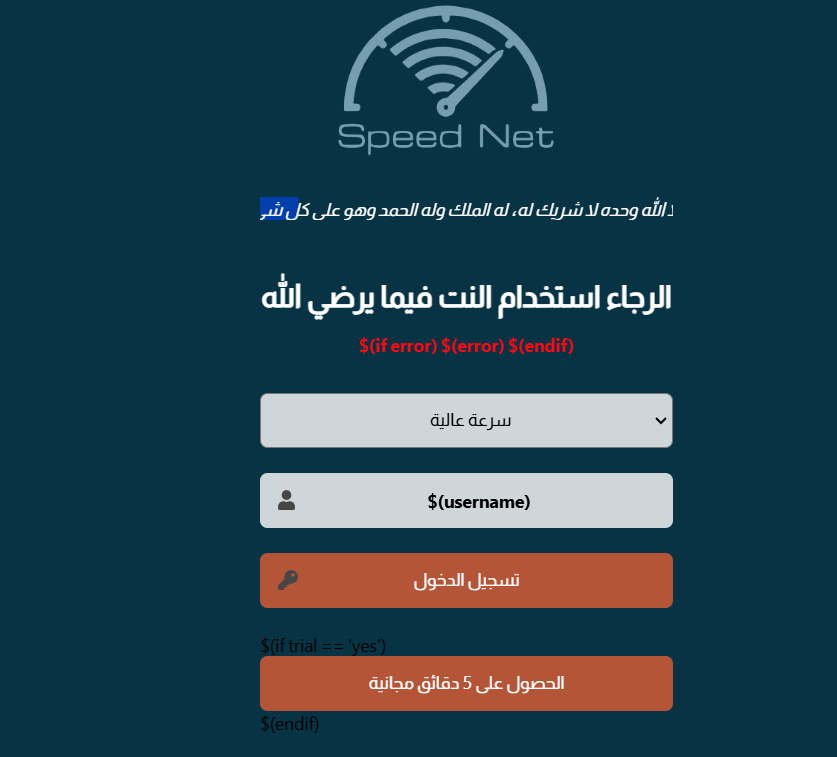 Speed Net
الله وحده لا شريك له، له الملك وله الحمد وهو على كل
الرجاء استخدام النت فيما يرضي الله
$(if error) $(error) $(endif)
سرعة عالية
$(username)
تسجيل الدخول
$(if trial == 'yes')
الحصول على 5 دقائق مجانية
$(endif)